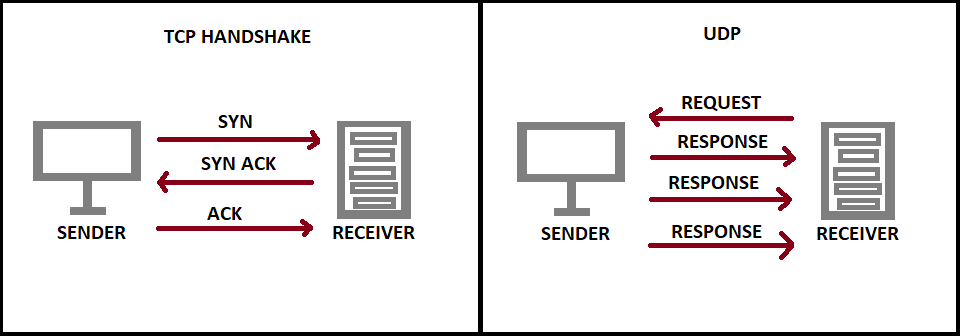 TCP HANDSHAKE
SYN
SYN ACK
ACK
SENDER
RECEIVER
UDP
REQUEST
RESPONSE
RESPONSE
RESPONSE
SENDER
RECEIVER